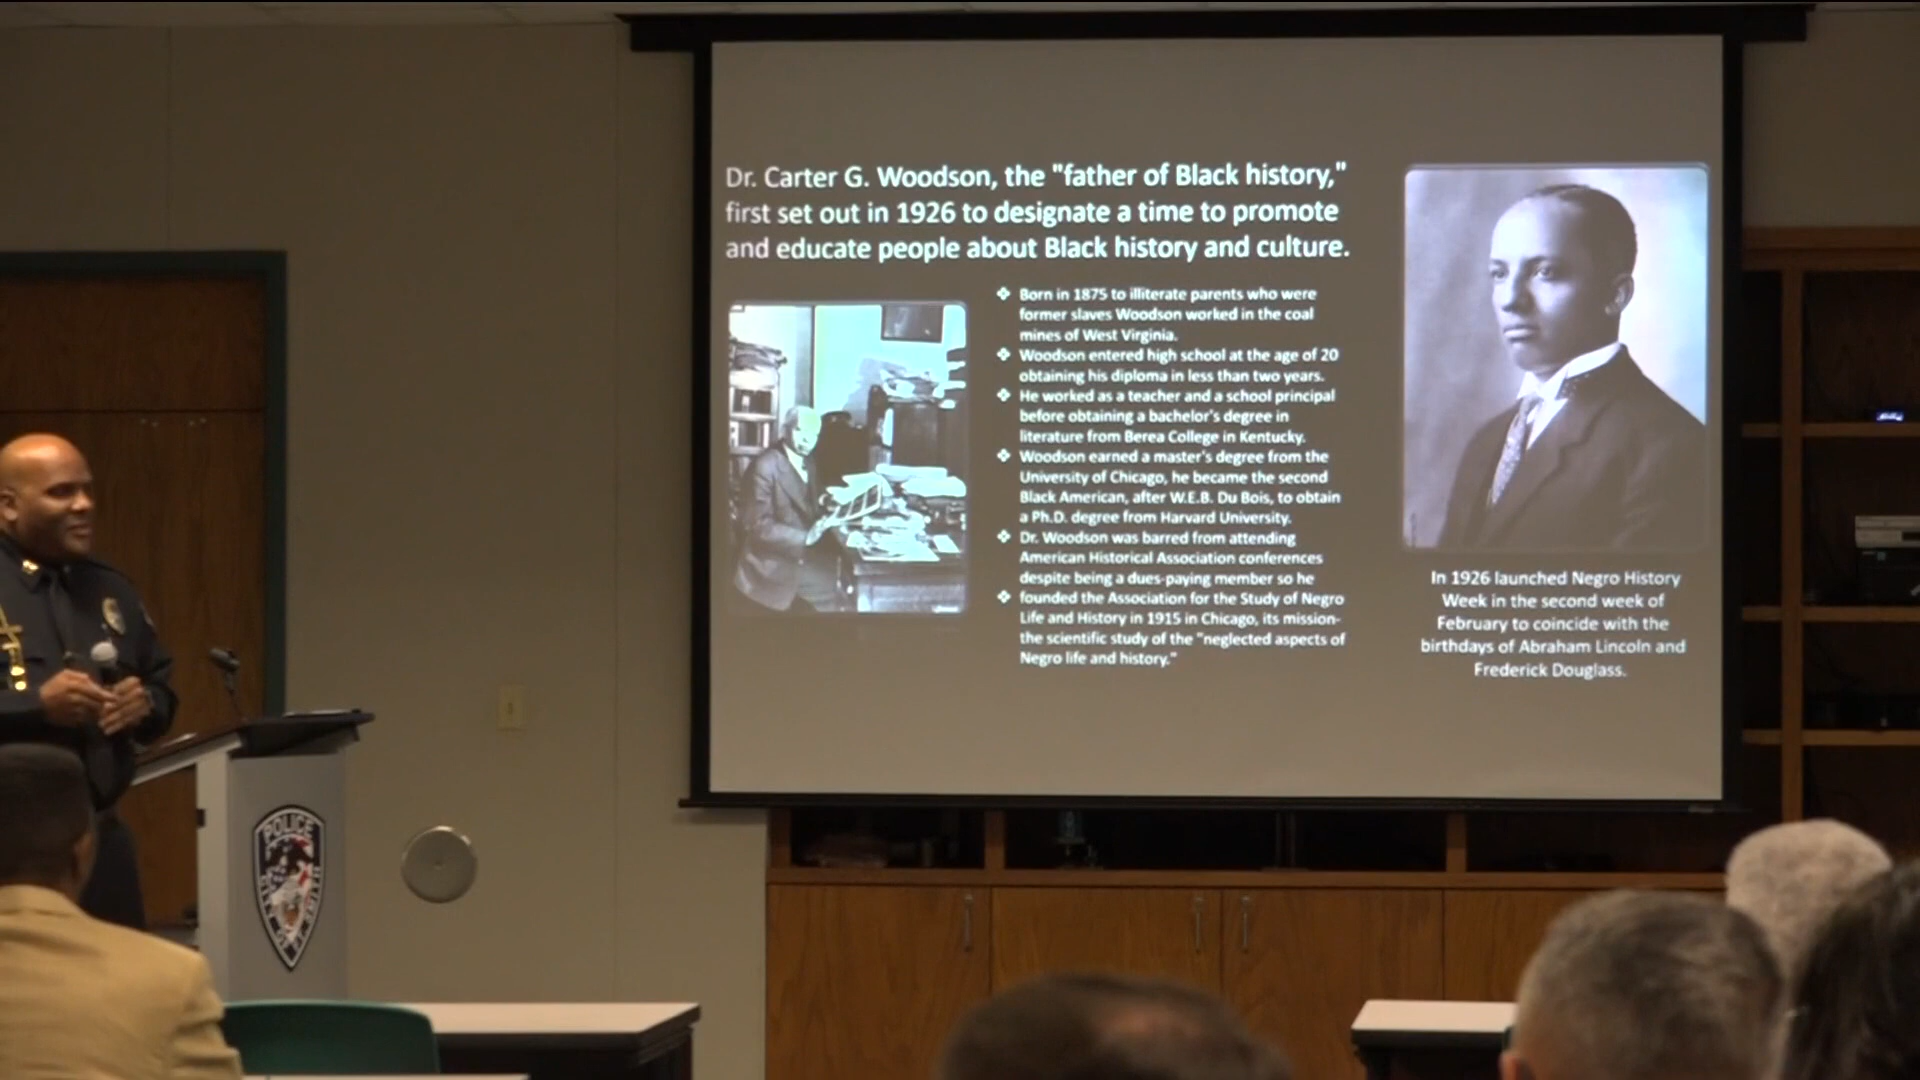 Dr. Carter G. Woodson, the "father of Black history,"
first set out in 1926 to designate a time to promote
and educate people about Black history and culture.
❖ Born in 1875 to illiterate parents who were
former slaves Woodson worked in the coal
mines of West Virginia.
❖ Woodson entered high school at the age of 20
obtaining his diploma in less than two years.
❖ He worked as a teacher and a school principal
before obtaining a bachelor's degree in
literature from Berea College in Kentucky.
❖ Woodson earned a master's degree from the
University of Chicago, he became the second
Black American, after W.E.B. Du Bois, to obtain
a Ph.D. degree from Harvard University.
❖ Dr. Woodson was barred from attending
American Historical Association conferences
despite being a dues-paying member so he
❖ founded the Association for the Study of Negro
Life and History in 1915 in Chicago, its mission-
the scientific study of the "neglected aspects of
Negro life and history."
In 1926 launched Negro History
Week in the second week of
February to coincide with the
birthdays of Abraham Lincoln and
Frederick Douglass.
POLICE